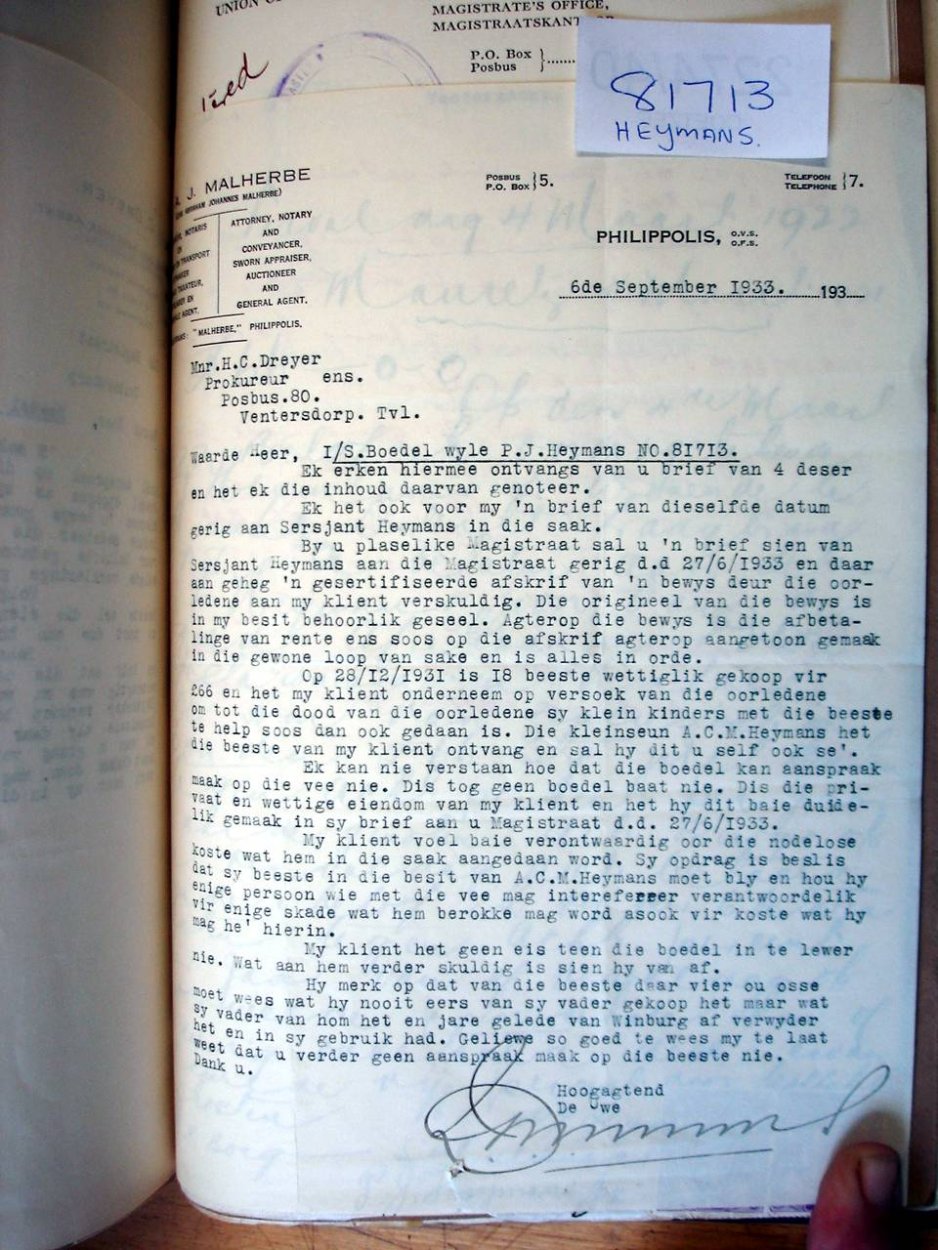 MAGISTRATE'S OFFICE,
P.O. Box
Posbus
81713
HEYMANS.
J. MALHERBE
ABRAHAM JOHANNES MALHERBE)
ATTORNEY, NOTARY
AND
CONVEYANCER,
SWORN APPRAISER,
AUCTIONEER
AND
GENERAL AGENT.
"MALHERBE," PHILIPPOLIS.
POSBUS
P.O. BOX } 5.
TELEFOON
TELEPHONE } 7.
PHILIPPOLIS, O.V.S.
O.F.S.
6de September 1933. 193
Mnr.H.C.Dreyer
Prokureur ens.
Posbus.80.
Ventersdorp. Tvl.
Waarde Heer, I/S.Boedel wyle P.J.Heymans NO.81713.
Ek erken hiermee ontvangs van u brief van 4 deser
en het ek die inhoud daarvan genoteer.
Ek het ook voor my 'n brief van dieselfde datum
gerig aan Sersjant Heymans in die saak.
By u plaselike Magistraat sal u 'n brief sien van
Sersjant Heymans aan die Magistraat gerig d.d 27/6/1933 en daar
aan geheg 'n gesertifiseerde afskrif van 'n bewys deur die oor-
ledene aan my klient verskuldig. Die origineel van die bewys is
in my besit behoorlik geseel. Agterop die bewys is die afbeta-
linge van rente ens soos op die afskrif agterop aangetoon gemaak
in die gewone loop van sake en is alles in orde.
Op 28/12/1931 is 18 beeste wettiglik gekoop vir
£66 en het my klient onderneem op versoek van die oorledene
om tot die dood van die oorledene sy klein kinders met die beeste
te help soos dan ook gedaan is. Die kleinseun A.C.M.Heymans het
die beeste van my klient ontvang en sal hy dit u self ook se'.
Ek kan nie verstaan hoe dat die boedel kan aanspraak
maak op die vee nie. Dis tog geen boedel baat nie. Dis die pri-
vaat en wettige eiendom van my klient en het hy dit baie duide-
lik gemaak in sy brief aan u Magistraat d.d. 27/6/1933.
My klient voel baie verontwaardig oor die nodelose
koste wat hem in die saak aangedaan word. Sy opdrag is beslis
dat sy beeste in die besit van A.C.M.Heymans moet bly en hou hy
enige persoon wie met die vee mag interefereer verantwoordelik
vir enige skade wat hem berokke mag word asook vir koste wat hy
mag he' hierin.
My klient het geen eis teen die boedel in te lewer
nie. Wat aan hem verder skuldig is sien hy van af.
Hy merk op dat van die beeste daar vier ou osse
moet wees wat hy nooit eers van sy vader gekoop het maar wat
sy vader van hom het en jare gelede van Winburg af verwyder
het en in sy gebruik had. Geliewe so goed te wees my te laat
weet dat u verder geen aanspraak maak op die beeste nie.
Dank u.
Hoogagtend
De Uwe